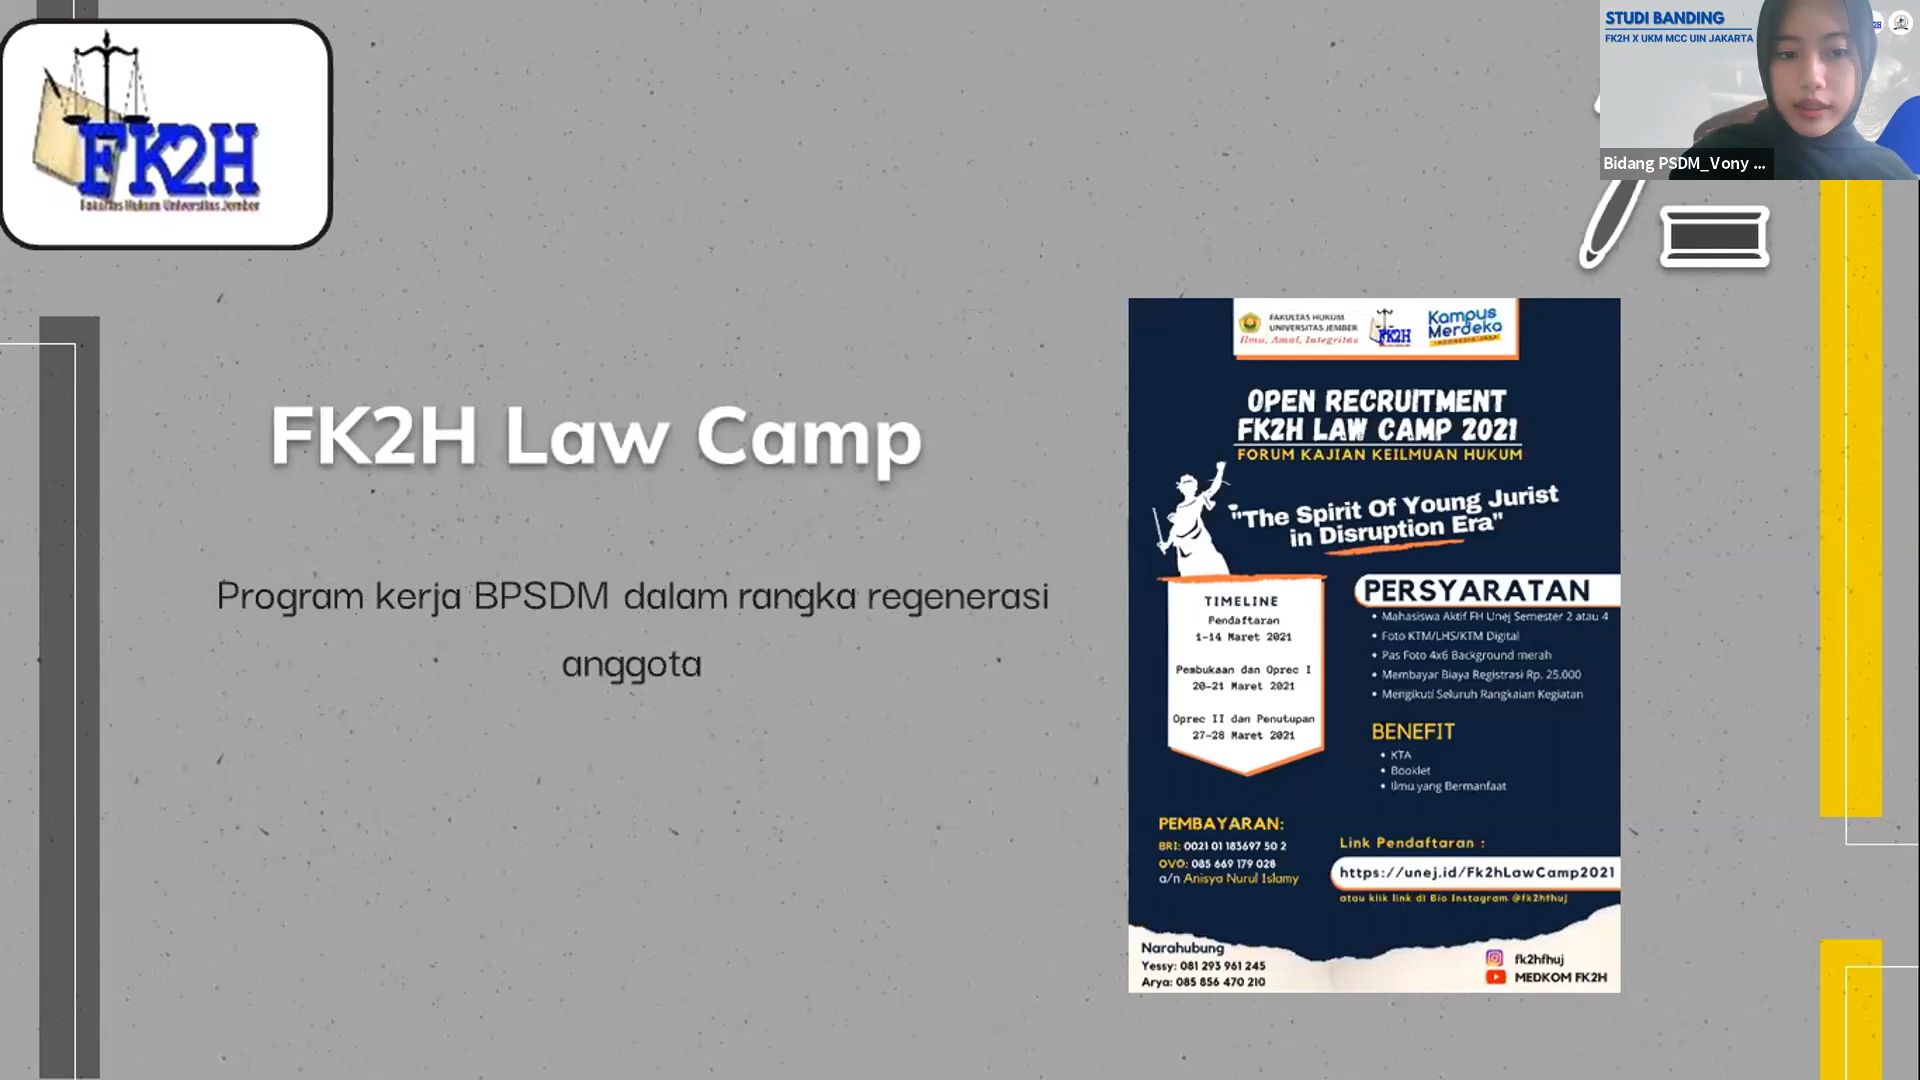 FK2H
Fakultas Hukum Universitas Jember
STUDI BANDING
FK2H X UKM MCC UIN JAKARTA
Bidang PSDM_Vony ...
FK2H Law Camp
Program kerja BPSDM dalam rangka regenerasi
anggota
FAKULTAS HUKUM
UNIVERSITAS JEMBER
Ilmu, Amal, Integritas
FK2H
Kampus
Merdeka
INDONESIA JAYA
OPEN RECRUITMENT
FK2H LAW CAMP 2021
FORUM KAJIAN KEILMUAN HUKUM
"The Spirit Of Young Jurist
in Disruption Era"
TIMELINE
Pendaftaran
1-14 Maret 2021
Pembukaan dan Oprec I
20-21 Maret 2021
Oprec II dan Penutupan
27-28 Maret 2021
PERSYARATAN
• Mahasiswa Aktif FH Unej Semester 2 atau 4
• Foto KTM/LHS/KTM Digital
• Pas Foto 4x6 Background merah
• Membayar Biaya Registrasi Rp. 25.000
• Mengikuti Seluruh Rangkaian Kegiatan
BENEFIT
• KTA
• Booklet
• Ilmu yang Bermanfaat
PEMBAYARAN:
BRI: 0021 01 183697 50 2
OVO: 085 669 179 028
a/n Anisya Nurul Islamy
Link Pendaftaran :
https://unej.id/Fk2hLawCamp2021
atau klik link di Bio Instagram @fk2hfhuj
Narahubung
Yessy: 081 293 961 245
Arya: 085 856 470 210
fk2hfhuj
MEDKOM FK2H